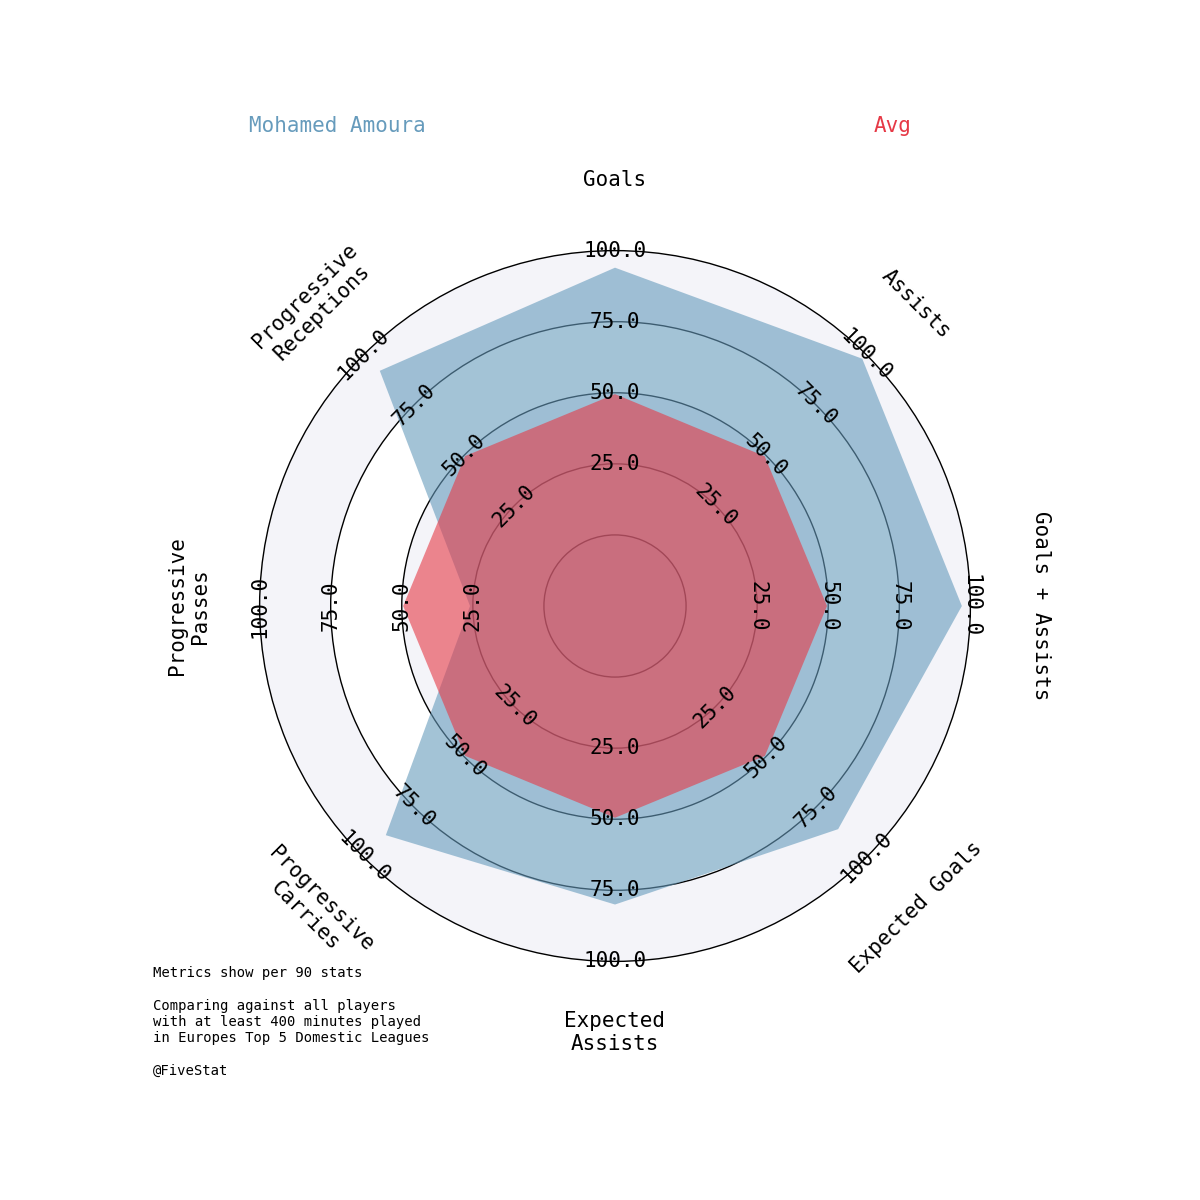 Mohamed Amoura
Avg
Goals
Progressive
Receptions
Assists
100.0
100.0
100.0
75.0
75.0
75.0
50.0
50.0
50.0
25.0
25.0
25.0
Progressive
Passes
100.0
75.0
50.0
25.0
25.0
50.0
75.0
100.0
Goals + Assists
25.0
25.0
25.0
50.0
50.0
50.0
75.0
75.0
75.0
100.0
100.0
100.0
Progressive
Carries
Expected Goals
Expected
Assists
Metrics show per 90 stats
Comparing against all players
with at least 400 minutes played
in Europes Top 5 Domestic Leagues
@FiveStat